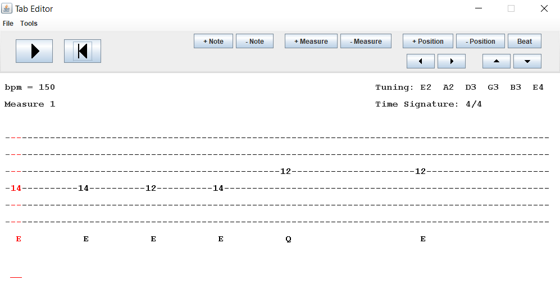 Tab Editor
File Tools
+ Note - Note + Measure - Measure + Position - Position Beat
bpm = 150 Tuning: E2 A2 D3 G3 B3 E4
Measure 1 Time Signature: 4/4
12 12
14 14 12 14
E E E E Q E